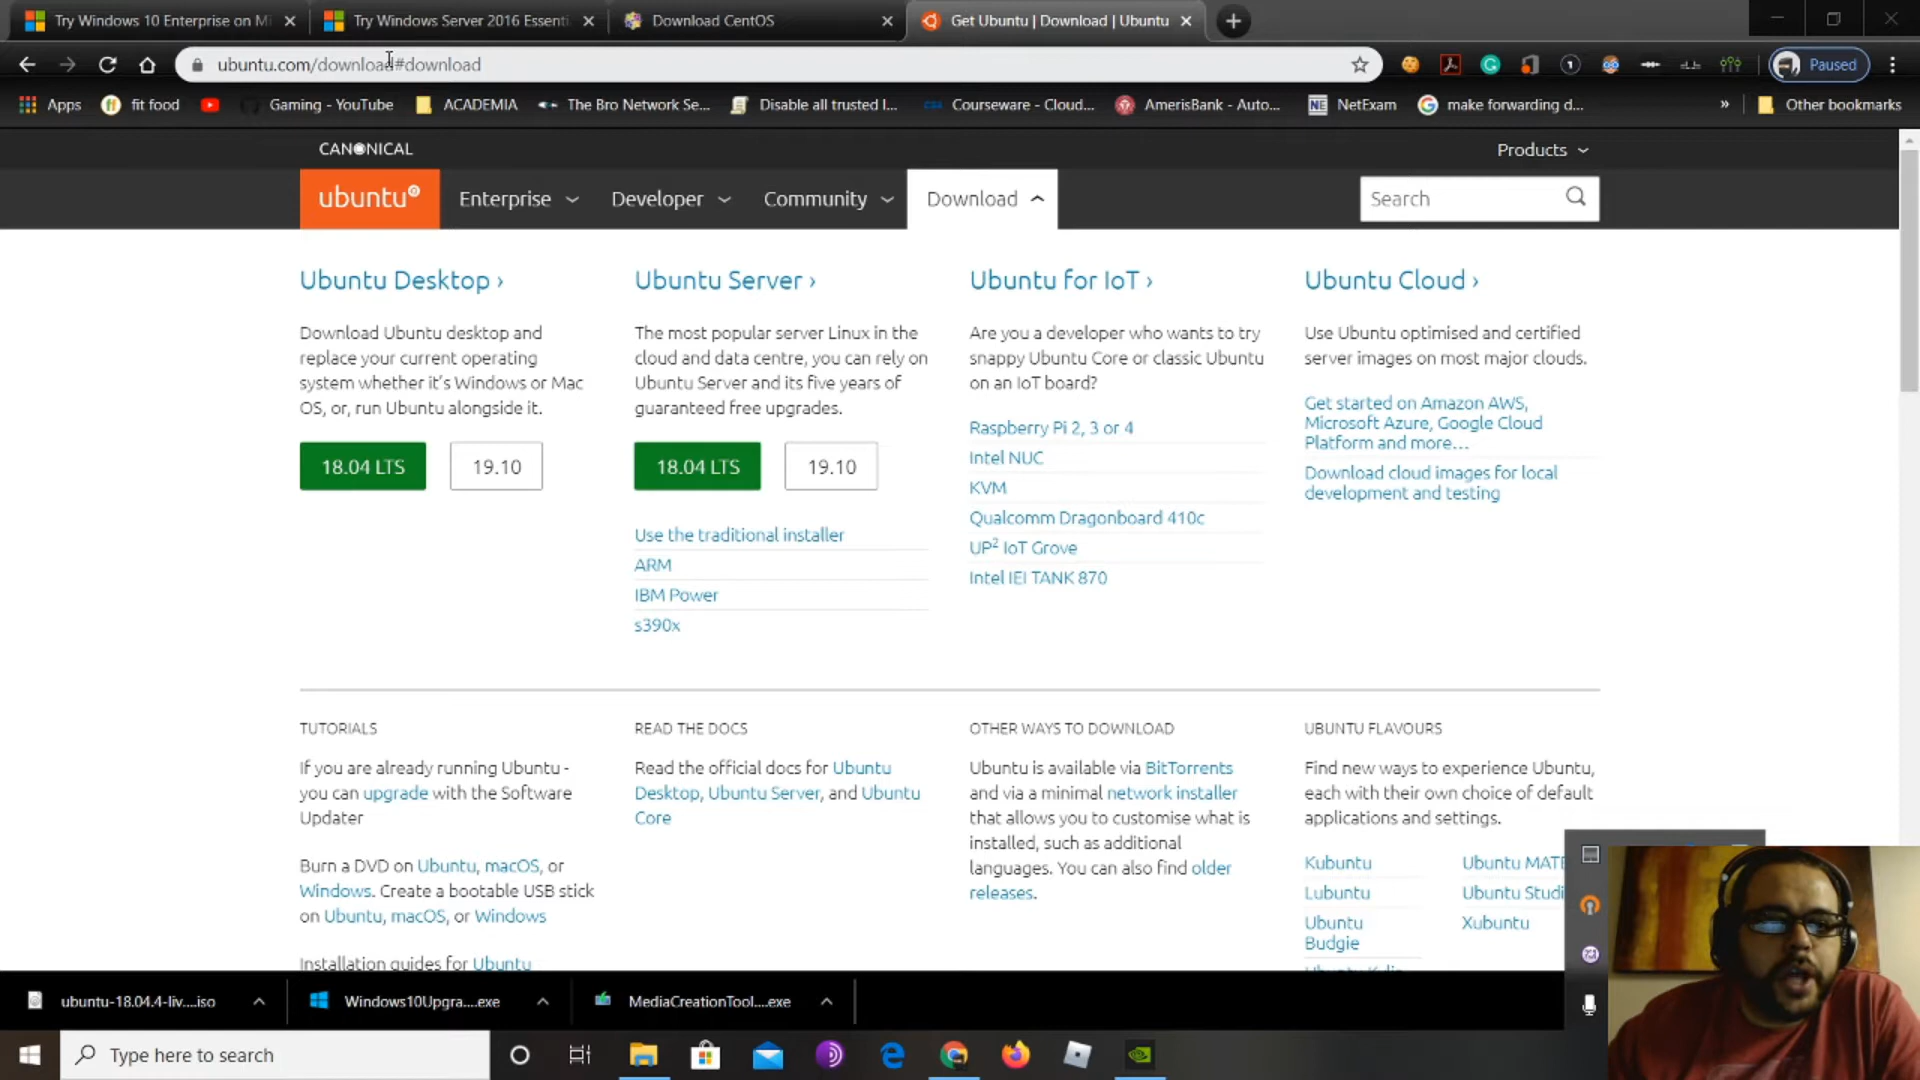 Try Windows 10 Enterprise on Mi
Try Windows Server 2016 Essenti
Download CentOS
Get Ubuntu | Download | Ubuntu
ubuntu.com/download#download
Paused
Apps
fit food
Gaming - YouTube
ACADEMIA
The Bro Network Se...
Disable all trusted I...
Courseware - Cloud...
AmerisBank - Auto...
NE NetExam
make forwarding d...
»
Other bookmarks
CANONICAL
Products
ubuntu
Enterprise
Developer
Community
Download
Search
Ubuntu Desktop ›
Download Ubuntu desktop and
replace your current operating
system whether it's Windows or Mac
OS, or, run Ubuntu alongside it.
18.04 LTS
19.10
Ubuntu Server ›
The most popular server Linux in the
cloud and data centre, you can rely on
Ubuntu Server and its five years of
guaranteed free upgrades.
18.04 LTS
19.10
Use the traditional installer
ARM
IBM Power
s390x
Ubuntu for IoT ›
Are you a developer who wants to try
snappy Ubuntu Core or classic Ubuntu
on an IoT board?
Raspberry Pi 2, 3 or 4
Intel NUC
KVM
Qualcomm Dragonboard 410c
UP² IoT Grove
Intel IEI TANK 870
Ubuntu Cloud ›
Use Ubuntu optimised and certified
server images on most major clouds.
Get started on Amazon AWS,
Microsoft Azure, Google Cloud
Platform and more...
Download cloud images for local
development and testing
TUTORIALS
If you are already running Ubuntu -
you can upgrade with the Software
Updater
Burn a DVD on Ubuntu, macOS, or
Windows. Create a bootable USB stick
on Ubuntu, macOS, or Windows
Installation guides for Ubuntu
READ THE DOCS
Read the official docs for Ubuntu
Desktop, Ubuntu Server, and Ubuntu
Core
OTHER WAYS TO DOWNLOAD
Ubuntu is available via BitTorrents
and via a minimal network installer
that allows you to customise what is
installed, such as additional
languages. You can also find older
releases.
UBUNTU FLAVOURS
Find new ways to experience Ubuntu,
each with their own choice of default
applications and settings.
Kubuntu
Lubuntu
Ubuntu
Budgie
Ubuntu MATE
Ubuntu Studi
Xubuntu
ubuntu-18.04.4-liv....iso
Windows10Upgra....exe
MediaCreationTool....exe
Type here to search